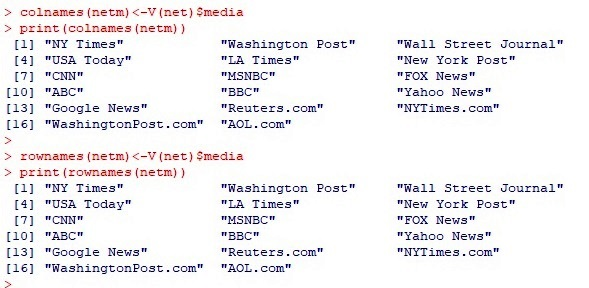 > colnames(netm)<-V(net)$media
> print(colnames(netm))
 [1] "NY Times"            "Washington Post"     "Wall Street Journal"
 [4] "USA Today"           "LA Times"            "New York Post"
 [7] "CNN"                 "MSNBC"               "FOX News"
[10] "ABC"                 "BBC"                 "Yahoo News"
[13] "Google News"         "Reuters.com"         "NYTimes.com"
[16] "WashingtonPost.com"  "AOL.com"
>
> rownames(netm)<-V(net)$media
> print(rownames(netm))
 [1] "NY Times"            "Washington Post"     "Wall Street Journal"
 [4] "USA Today"           "LA Times"            "New York Post"
 [7] "CNN"                 "MSNBC"               "FOX News"
[10] "ABC"                 "BBC"                 "Yahoo News"
[13] "Google News"         "Reuters.com"         "NYTimes.com"
[16] "WashingtonPost.com"  "AOL.com"
>